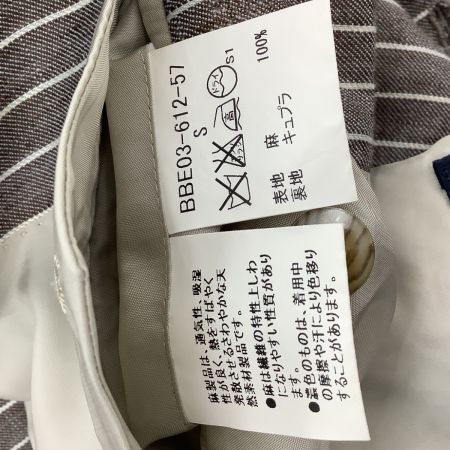 BBE03-612-57
S
ドライ
S1
表地 麻 100%
裏地 キュプラ
麻製品は、通気性、吸湿
性が良く、熱をすばやく
発散させるさわやかな天
然素材製品です。
●麻は繊維の特性上しわ
になりやすい性質があり
ます。
●濃色のものは、着用中
の摩擦や汗により色移り
することがあります。